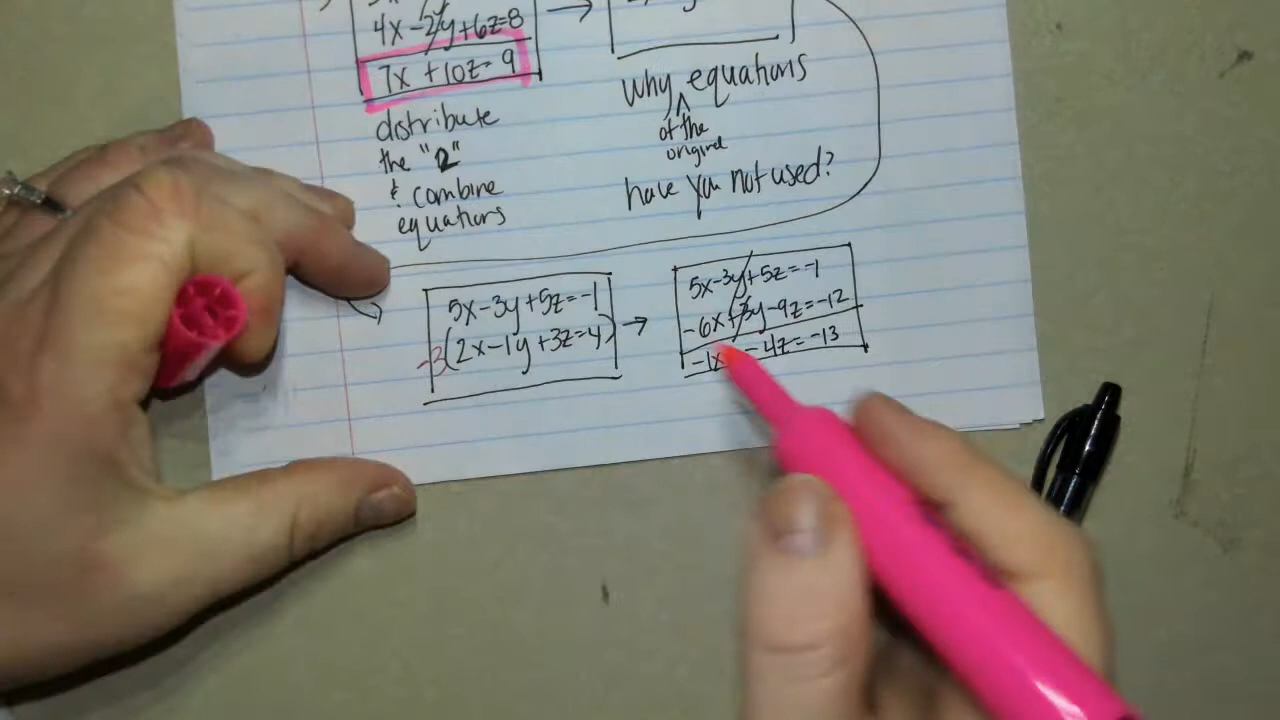 4x-2y+6z=8
7x +10z=9
distribute
the "2"
& combine
equations
→
why equations
of the
original
have you not used?
5x-3y+5z=-1
-3(2x-1y+3z=4)
→
5x-3y+5z=-1
-6x+3y-9z=-12
-1x -4z=-13